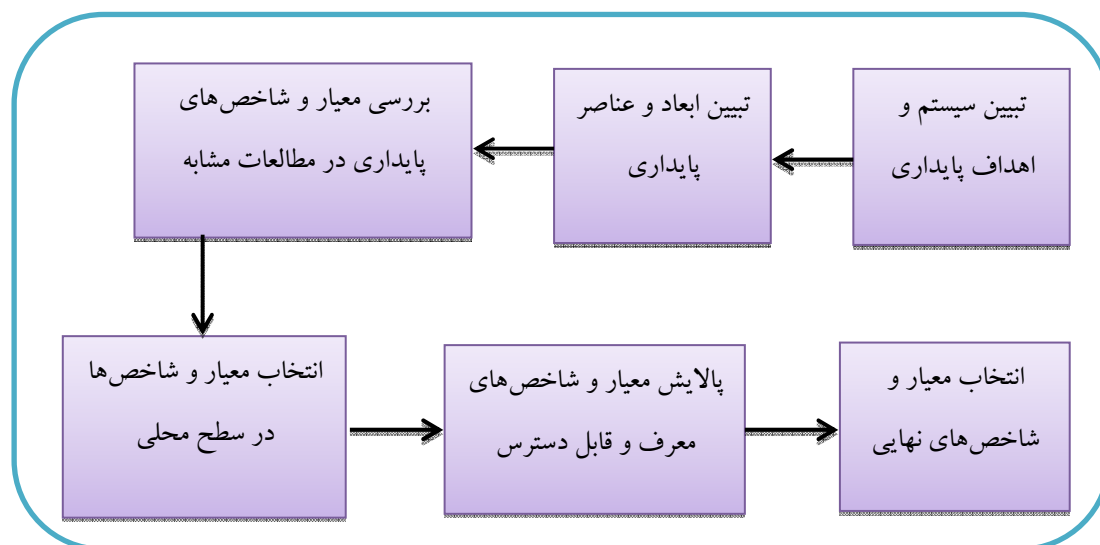 تبیین سیستم و
اهداف پایداری
تبیین ابعاد و عناصر
پایداری
بررسی معیار و شاخص‌های
پایداری در مطالعات مشابه
انتخاب معیار و شاخص‌ها
در سطح محلی
پالایش معیار و شاخص‌های
معرف و قابل دسترس
انتخاب معیار و
شاخص‌های نهایی